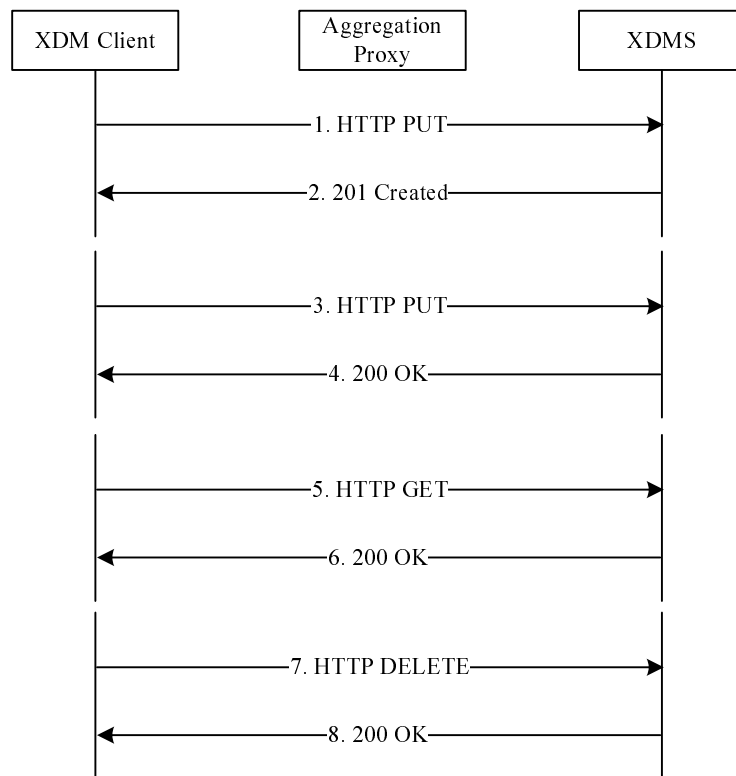 XDM Client
Aggregation
Proxy
XDMS
1. HTTP PUT
2. 201 Created
3. HTTP PUT
4. 200 OK
5. HTTP GET
6. 200 OK
7. HTTP DELETE
8. 200 OK